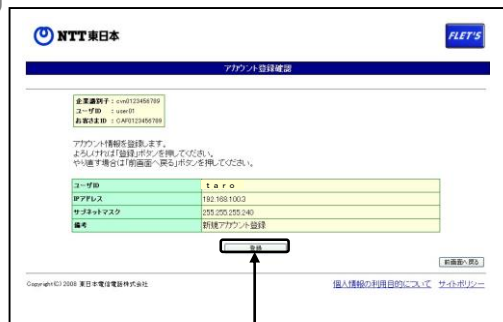 NTT東日本
FLET'S
アカウント登録確認
企業識別子：cvn0123456789
ユーザID ：user01
お客さまID ：CAF0123456789
アカウント情報を登録します。
よろしければ「登録」ボタンを押してください。
やり直す場合は「前画面へ戻る」ボタンを押してください。
ユーザID taro
IPアドレス 192.168.100.3
サブネットマスク 255.255.255.240
備考 新規アカウント登録
登録
前画面へ戻る
Copyright(C) 2008 東日本電信電話株式会社 個人情報の利用目的について サイトポリシー